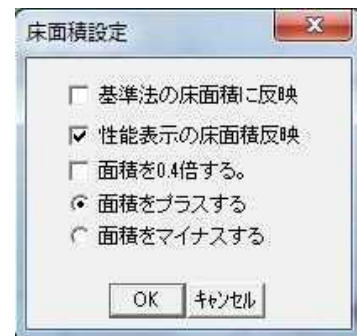 床面積設定
基準法の床面積に反映
性能表示の床面積反映
面積を0.4倍する。
面積をプラスする
面積をマイナスする
OK ｷｬﾝｾﾙ